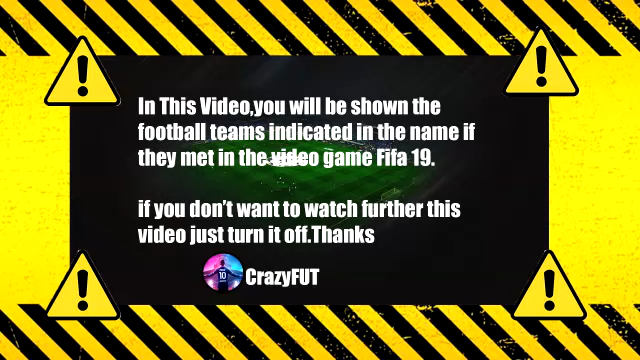 In This Video,you will be shown the
football teams indicated in the name if
they met in the video game Fifa 19.
if you don't want to watch further this
video just turn it off.Thanks
10
CrazyFUT